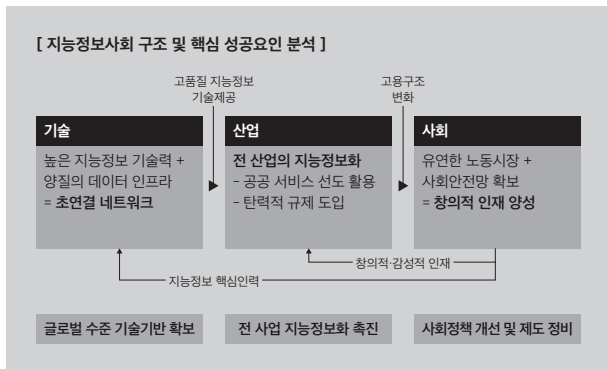 [ 지능정보사회 구조 및 핵심 성공요인 분석 ]
고품질 지능정보
기술제공
고용구조
변화
기술
높은 지능정보 기술력 +
양질의 데이터 인프라
= 초연결 네트워크
산업
전 산업의 지능정보화
- 공공 서비스 선도 활용
- 탄력적 규제 도입
사회
유연한 노동시장 +
사회안전망 확보
= 창의적 인재 양성
창의적·감성적 인재
지능정보 핵심인력
글로벌 수준 기술기반 확보
전 사업 지능정보화 촉진
사회정책 개선 및 제도 정비